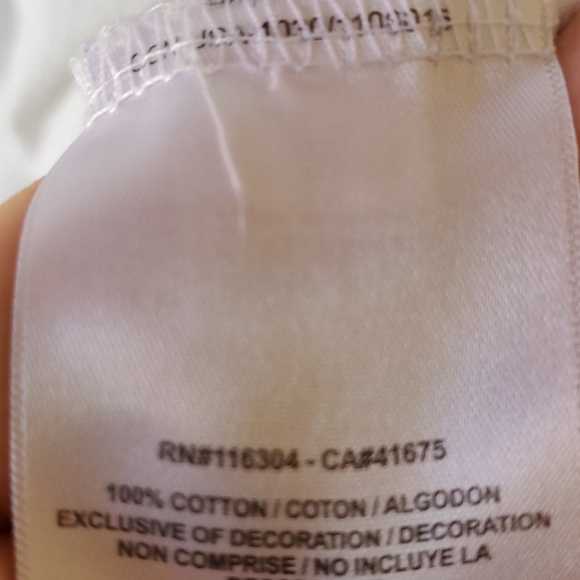 RN#116304 - CA#41675
100% COTTON / COTON / ALGODON
EXCLUSIVE OF DECORATION / DECORATION
NON COMPRISE / NO INCLUYE LA